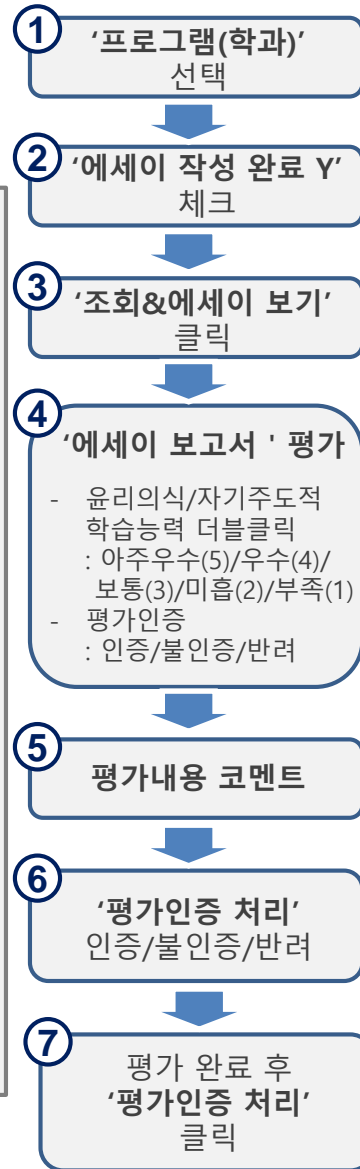 1
‘프로그램(학과)’
선택
2
‘에세이 작성 완료 Y’
체크
3
‘조회&에세이 보기’
클릭
4
‘에세이 보고서 ' 평가
- 윤리의식/자기주도적
학습능력 더블클릭
: 아주우수(5)/우수(4)/
보통(3)/미흡(2)/부족(1)
- 평가인증
: 인증/불인증/반려
5
평가내용 코멘트
6
‘평가인증 처리’
인증/불인증/반려
7
평가 완료 후
‘평가인증 처리’
클릭